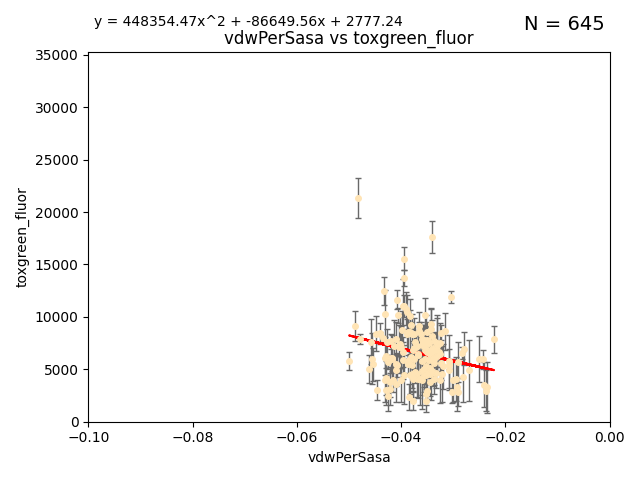 y = 448354.47x^2 + -86649.56x + 2777.24
N = 645
vdwPerSasa vs toxgreen_fluor
35000
30000
25000
20000
15000
10000
5000
0
toxgreen_fluor
−0.10
−0.08
−0.06
−0.04
−0.02
0.00
vdwPerSasa